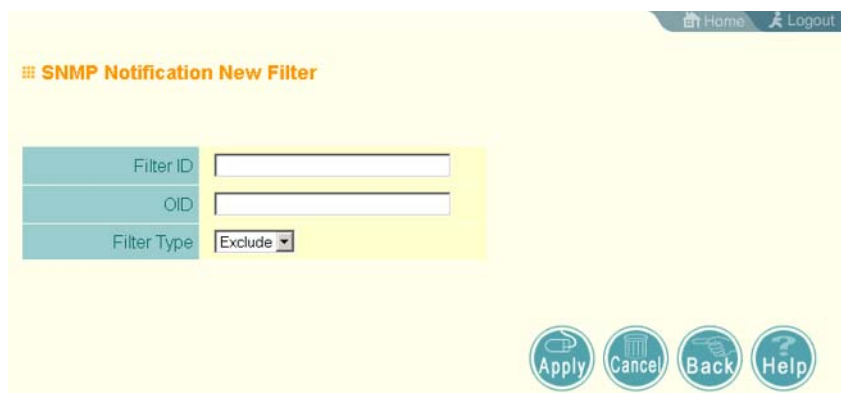 Home Logout
SNMP Notification New Filter
Filter ID
OID
Filter Type Exclude
Apply Cancel Back Help